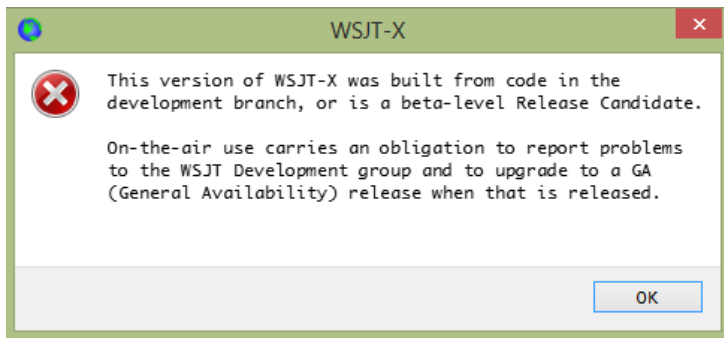 WSJT-X
This version of WSJT-X was built from code in the
development branch, or is a beta-level Release Candidate.
On-the-air use carries an obligation to report problems
to the WSJT Development group and to upgrade to a GA
(General Availability) release when that is released.
OK